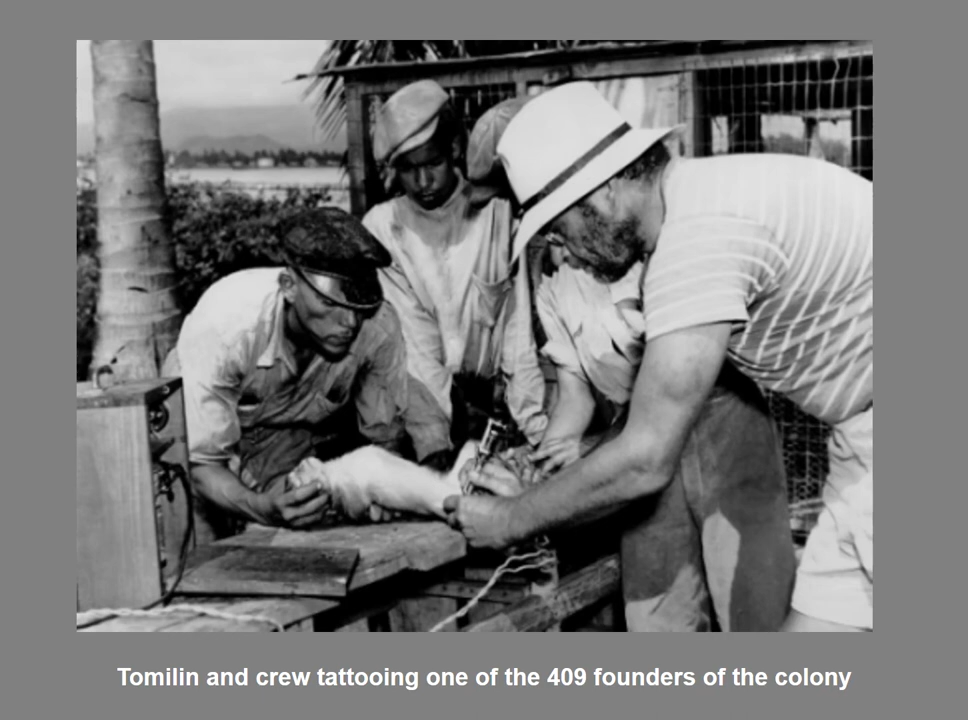 Tomilin and crew tattooing one of the 409 founders of the colony